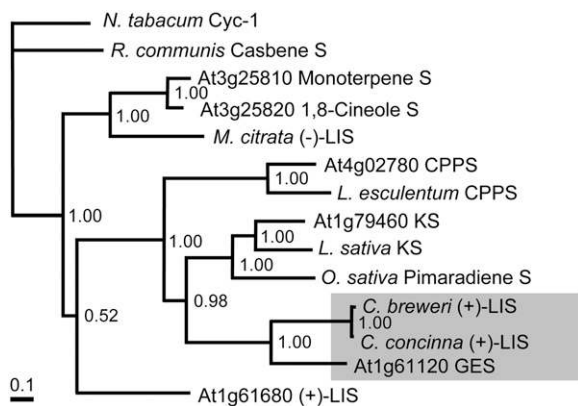 N. tabacum Cyc-1
R. communis Casbene S
At3g25810 Monoterpene S
1.00
1.00
At3g25820 1,8-Cineole S
M. citrata (-)-LIS
At4g02780 CPPS
1.00
L. esculentum CPPS
1.00
At1g79460 KS
1.00
1.00
L. sativa KS
1.00
O. sativa Pimaradiene S
0.98
C. breweri (+)-LIS
0.52
1.00
C. concinna (+)-LIS
1.00
At1g61120 GES
0.1
At1g61680 (+)-LIS